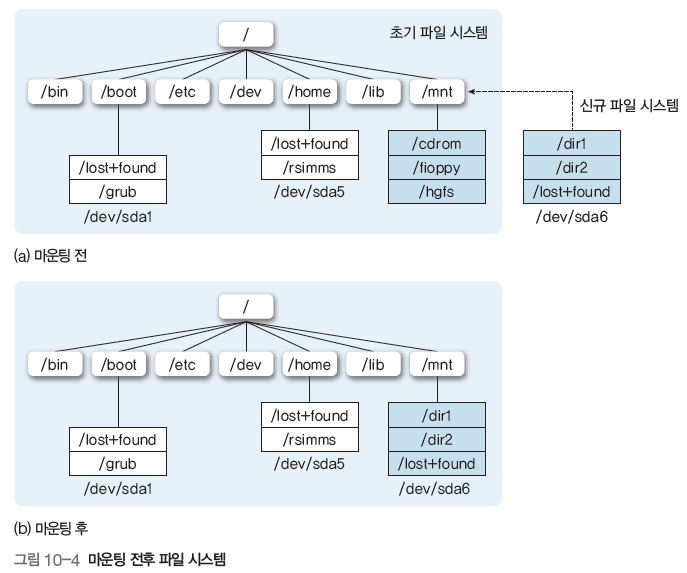 /
초기 파일 시스템
/bin
/boot
/etc
/dev
/home
/lib
/mnt
신규 파일 시스템
/lost+found
/grub
/dev/sda1
/lost+found
/rsimms
/dev/sda5
/cdrom
/fioppy
/hgfs
/dir1
/dir2
/lost+found
/dev/sda6
(a) 마운팅 전
/
/bin
/boot
/etc
/dev
/home
/lib
/mnt
/lost+found
/grub
/dev/sda1
/lost+found
/rsimms
/dev/sda5
/dir1
/dir2
/lost+found
/dev/sda6
(b) 마운팅 후
그림 10-4 마운팅 전후 파일 시스템